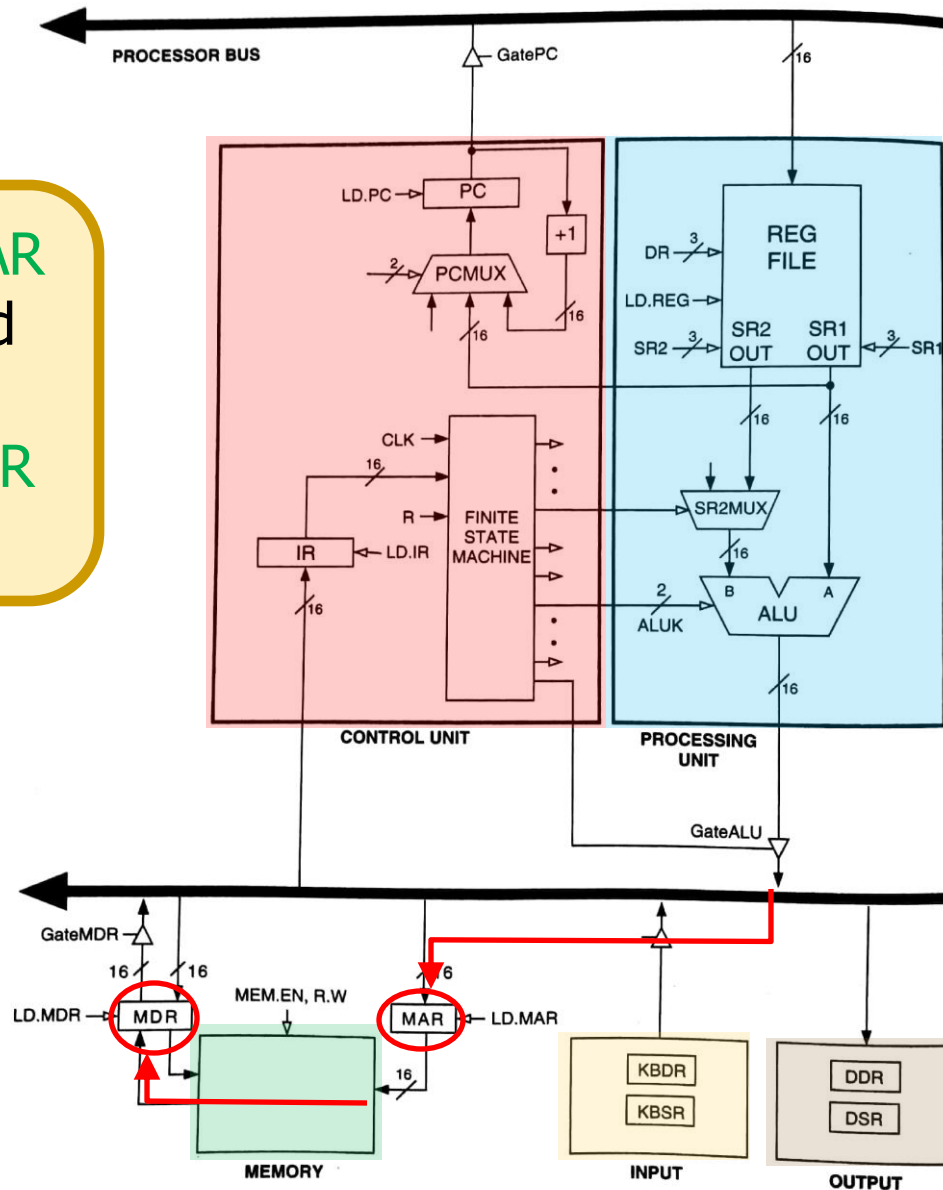 PROCESSOR BUS
GatePC
16
AR
d
R
LD.PC
PC
+1
2
PCMUX
16
16
REG
FILE
DR
3
LD.REG
SR2
OUT
SR1
OUT
SR2
3
3
SR1
16
16
CLK
16
R
FINITE
STATE
MACHINE
IR
LD.IR
16
SR2MUX
16
B
A
ALU
2
ALUK
16
CONTROL UNIT
PROCESSING
UNIT
GateALU
GateMDR
16
16
16
LD.MDR
MDR
MEM.EN, R.W
MAR
LD.MAR
16
KBDR
KBSR
DDR
DSR
MEMORY
INPUT
OUTPUT